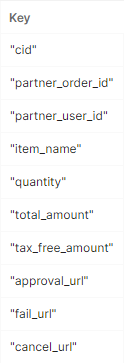 Key
"cid"
"partner_order_id"
"partner_user_id"
"item_name"
"quantity"
"total_amount"
"tax_free_amount"
"approval_url"
"fail_url"
"cancel_url"